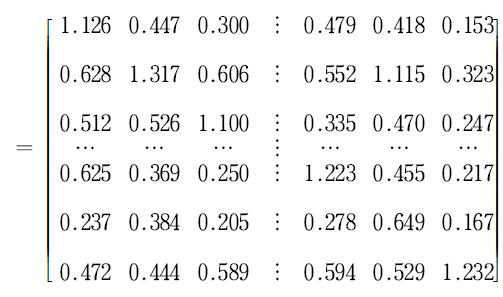 1.126 0.447 0.300 ⋮ 0.479 0.418 0.153
0.628 1.317 0.606 ⋮ 0.552 1.115 0.323
0.512 0.526 1.100 ⋮ 0.335 0.470 0.247
= ... ... ... ⋮ ... ... ...
0.625 0.369 0.250 ⋮ 1.223 0.455 0.217
0.237 0.384 0.205 ⋮ 0.278 0.649 0.167
0.472 0.444 0.589 ⋮ 0.594 0.529 1.232